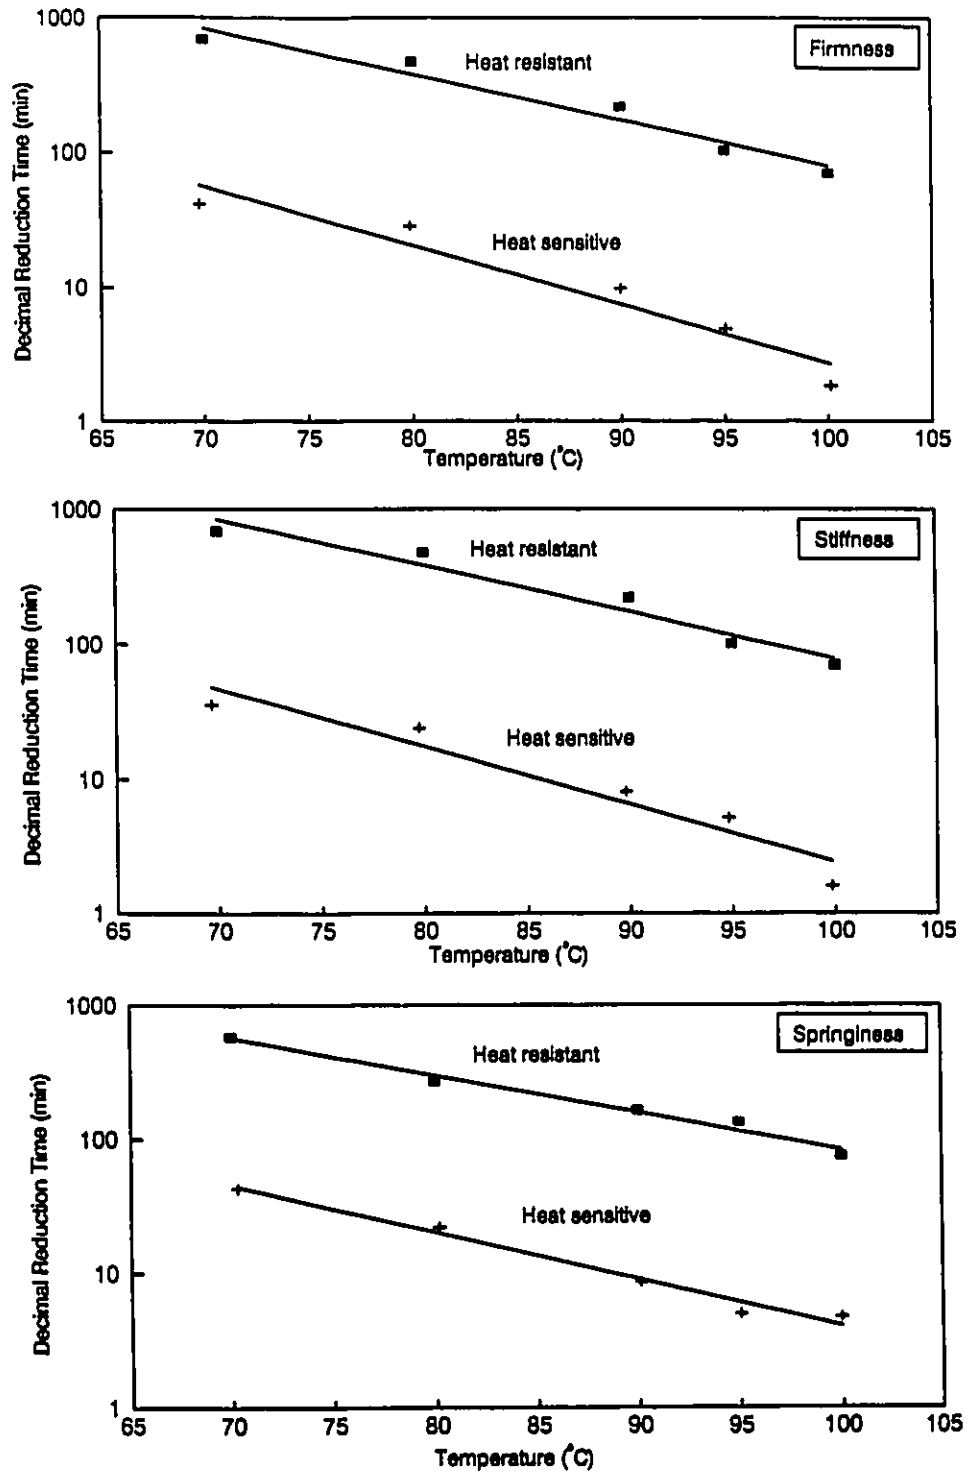 1000
Firmness
Heat resistant
Decimal Reduction Time (min)
100
Heat sensitive
10
1
65 70 75 80 85 90 95 100 105
Temperature (°C)
1000
Stiffness
Heat resistant
Decimal Reduction Time (min)
100
Heat sensitive
10
1
65 70 75 80 85 90 95 100 105
Temperature (°C)
1000
Springiness
Heat resistant
Decimal Reduction Time (min)
100
Heat sensitive
10
1
65 70 75 80 85 90 95 100 105
Temperature (°C)